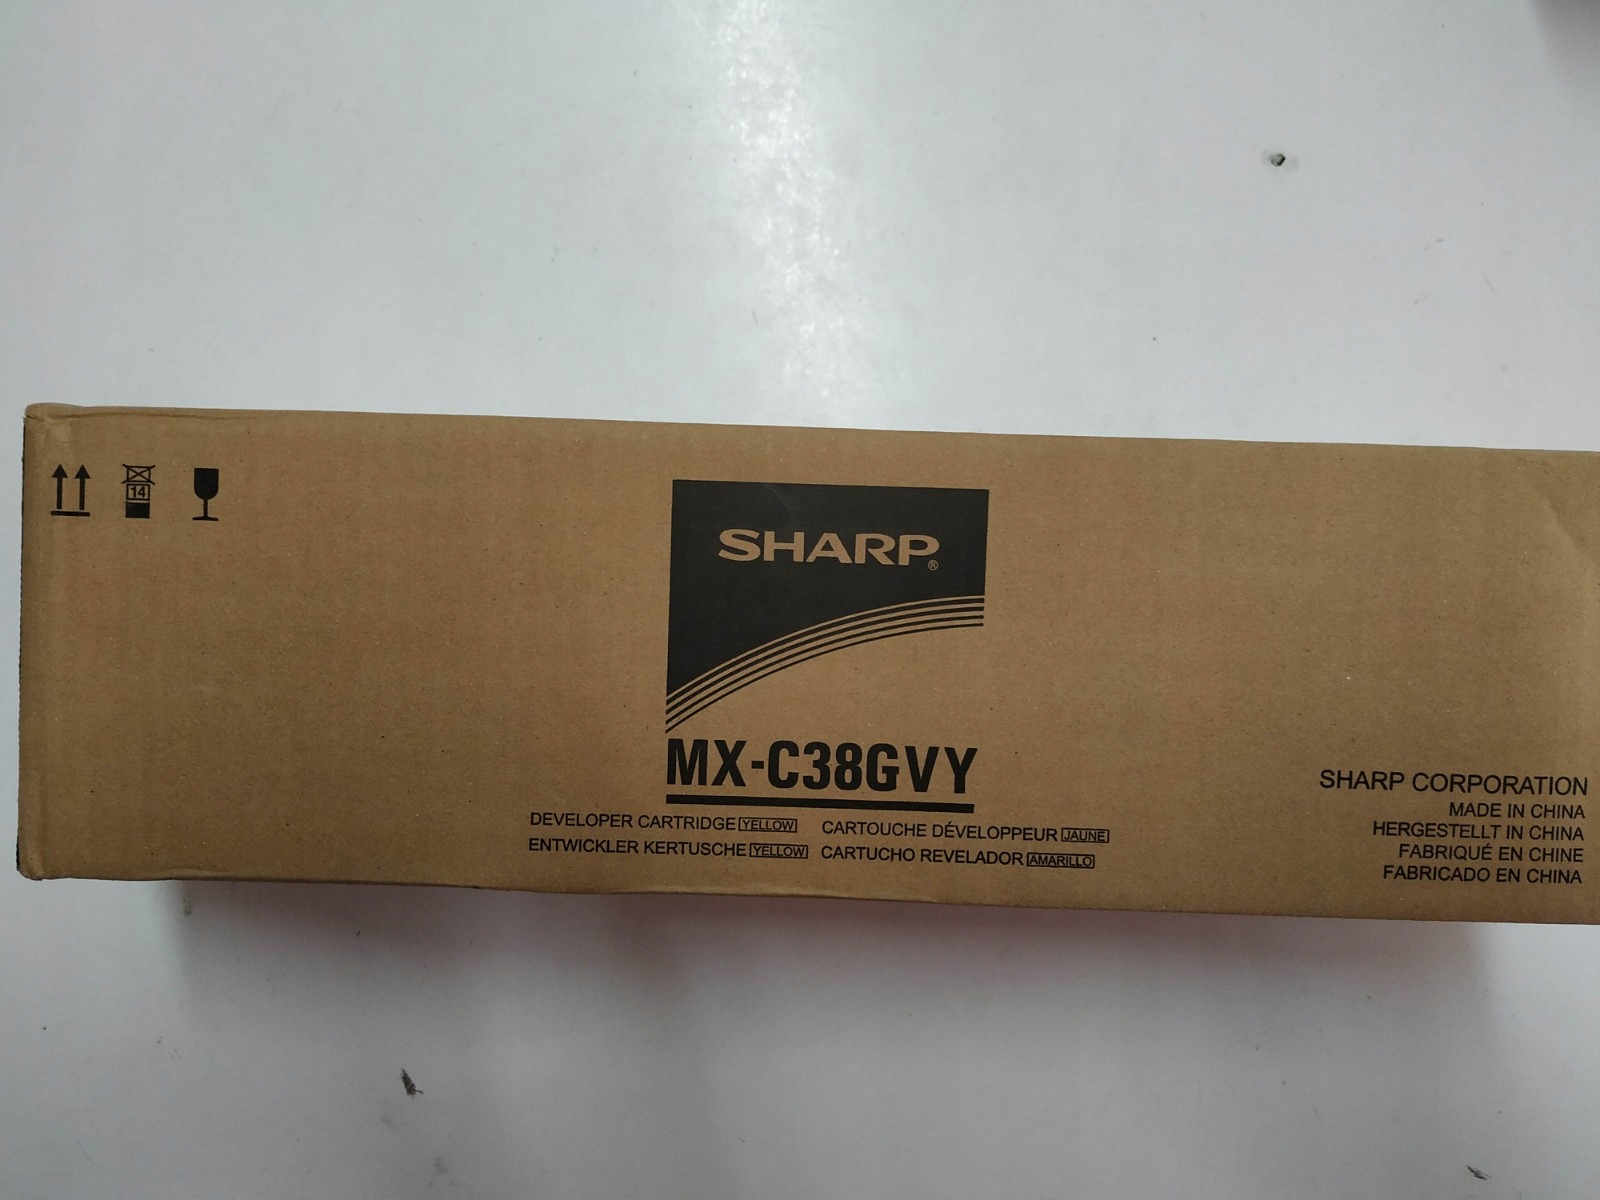 14
SHARP®
MX-C38GVY
DEVELOPER CARTRIDGE YELLOW CARTOUCHE DÉVELOPPEUR JAUNE
ENTWICKLER KERTUSCHE YELLOW CARTUCHO REVELADOR AMARILLO
SHARP CORPORATION
MADE IN CHINA
HERGESTELLT IN CHINA
FABRIQUÉ EN CHINE
FABRICADO EN CHINA